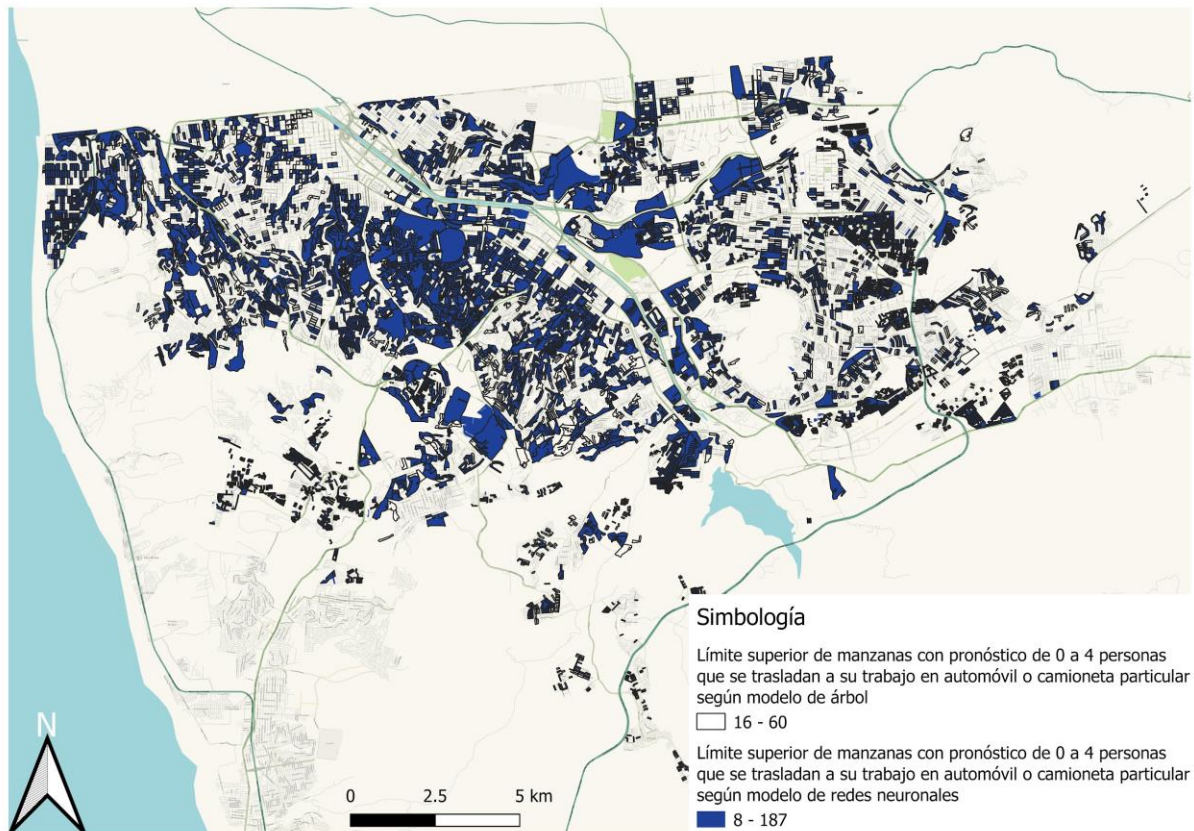 Simbología
Límite superior de manzanas con pronóstico de 0 a 4 personas
que se trasladan a su trabajo en automóvil o camioneta particular
según modelo de árbol
16 - 60
Límite superior de manzanas con pronóstico de 0 a 4 personas
que se trasladan a su trabajo en automóvil o camioneta particular
según modelo de redes neuronales
8 - 187
N
0 2.5 5 km